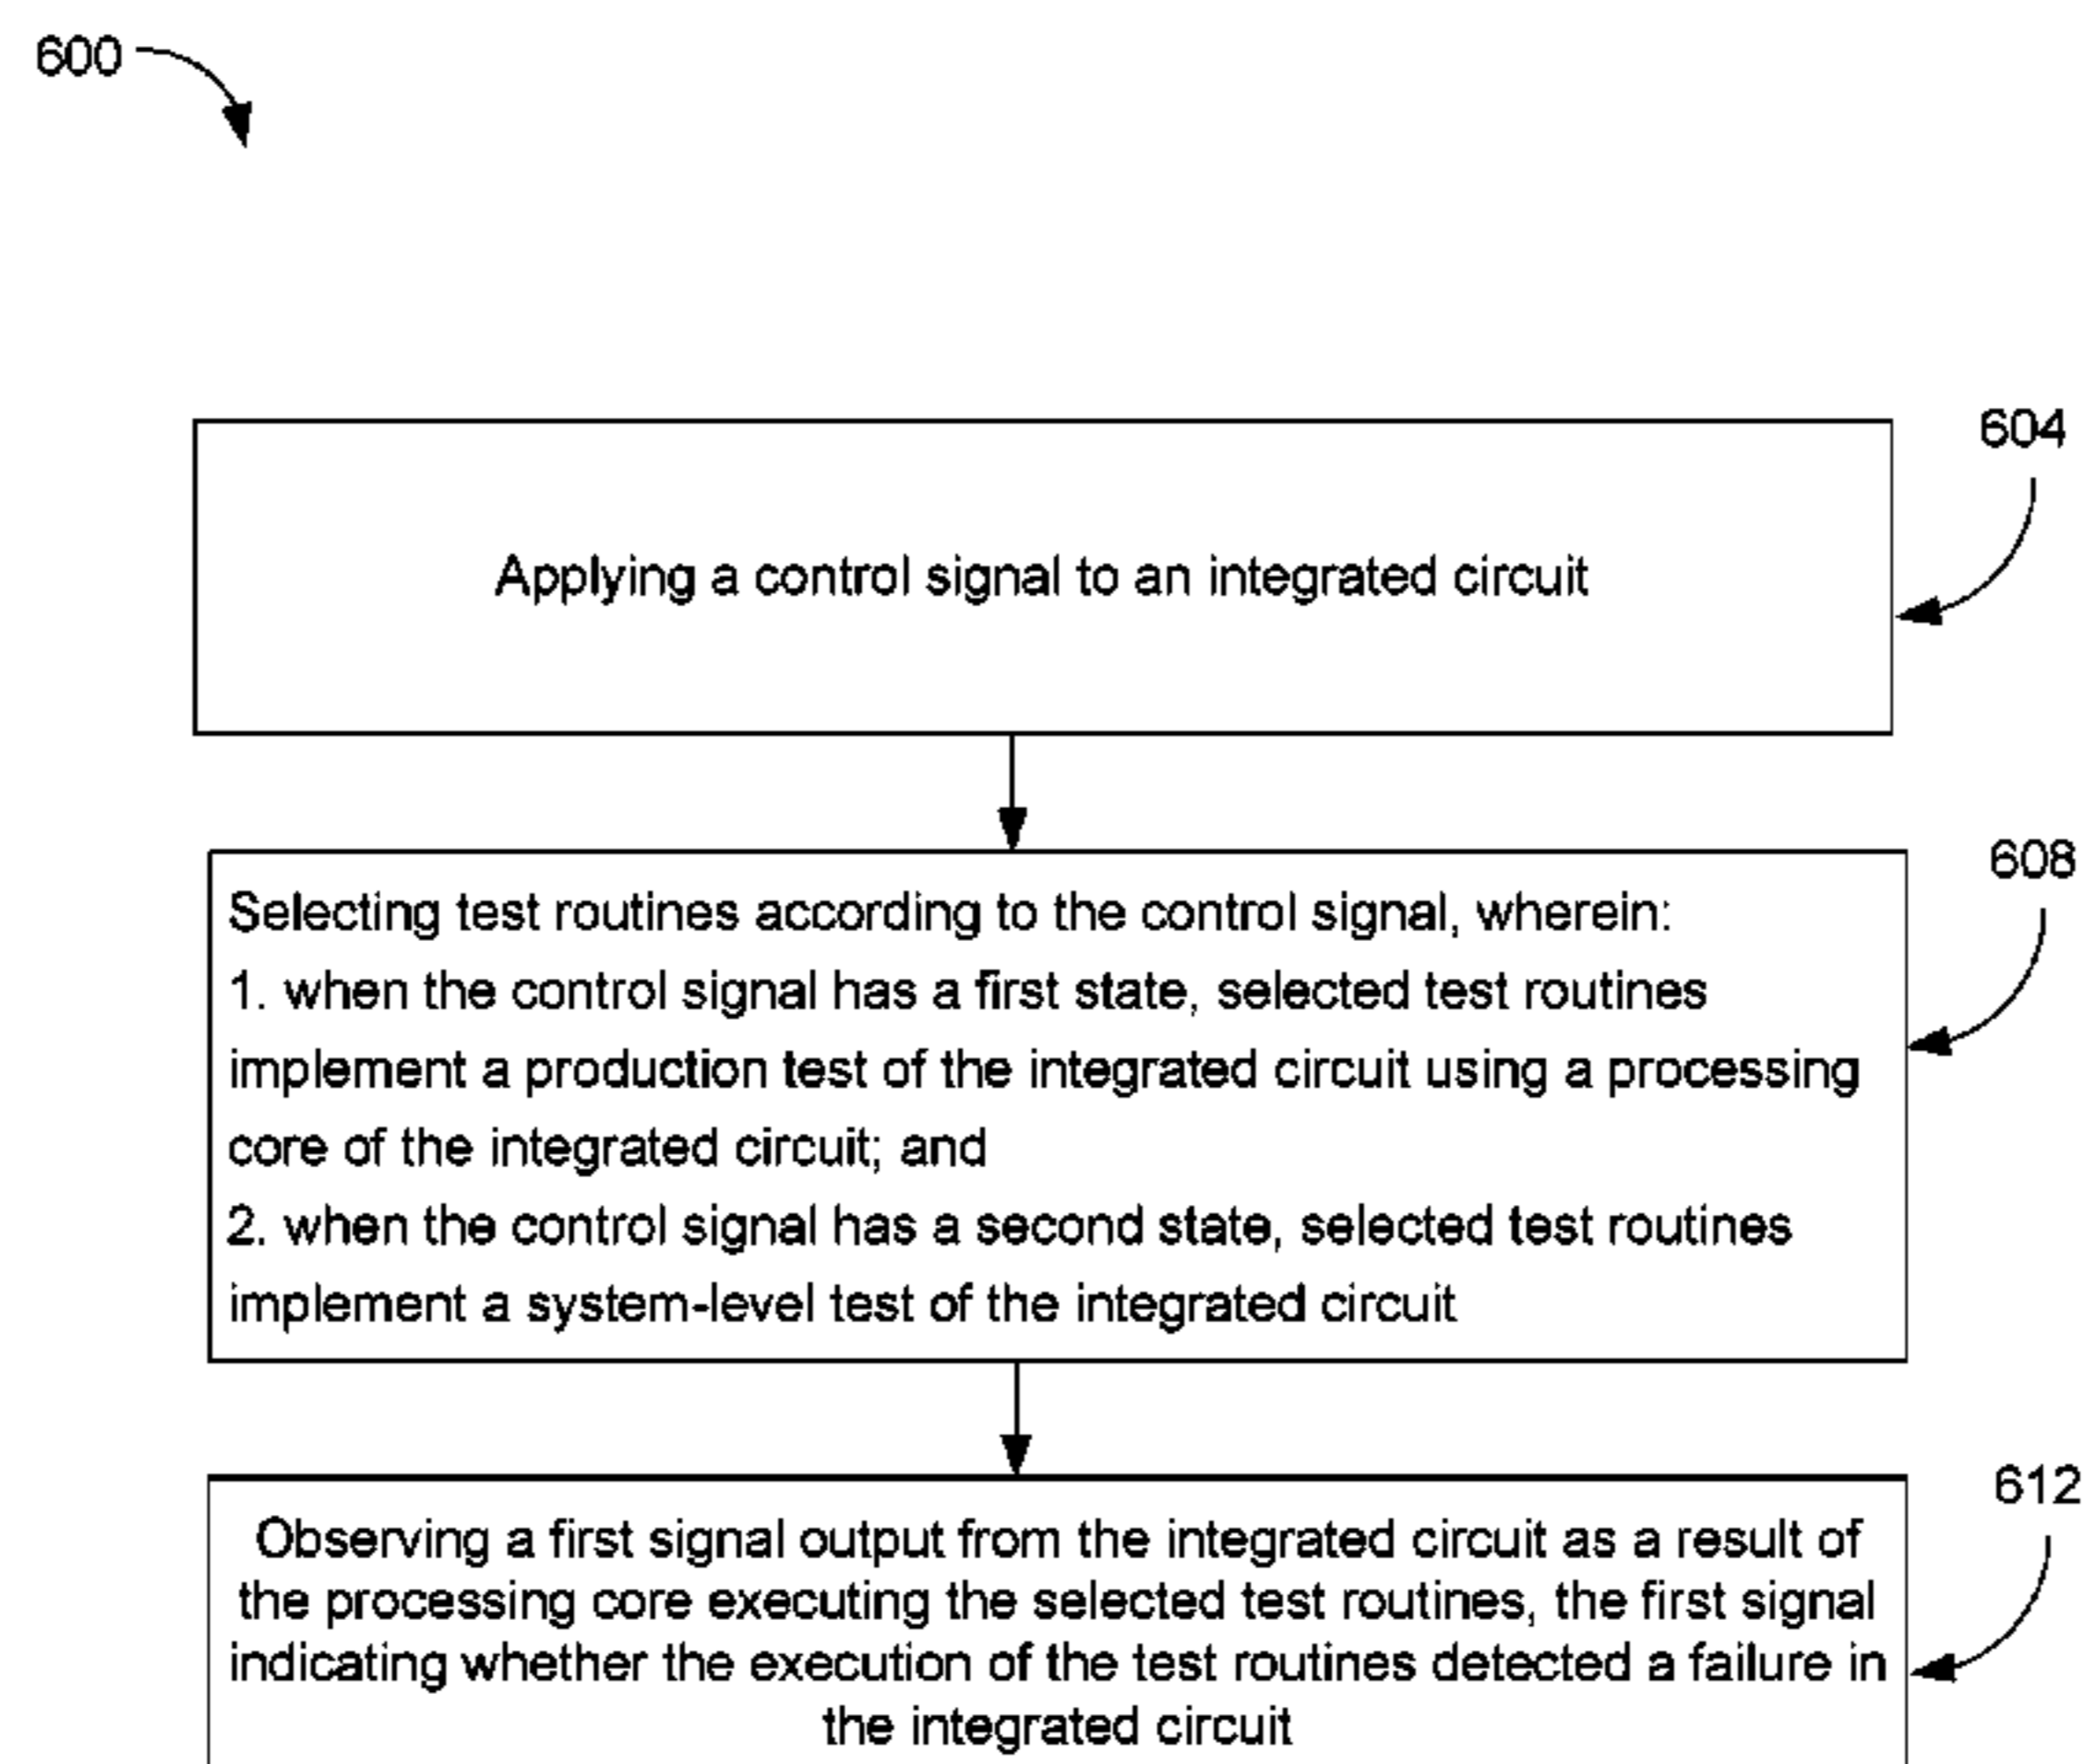 600
604
Applying a control signal to an integrated circuit
608
Selecting test routines according to the control signal, wherein:
1. when the control signal has a first state, selected test routines
implement a production test of the integrated circuit using a processing
core of the integrated circuit; and
2. when the control signal has a second state, selected test routines
implement a system-level test of the integrated circuit
612
Observing a first signal output from the integrated circuit as a result of
the processing core executing the selected test routines, the first signal
indicating whether the execution of the test routines detected a failure in
the integrated circuit